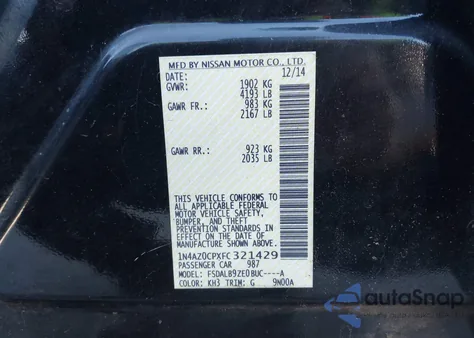 MFD BY NISSAN MOTOR CO., LTD.
DATE: 12/14
GVWR: 1902 KG
4193 LB
GAWR FR.: 983 KG
2167 LB
GAWR RR.: 923 KG
2035 LB
THIS VEHICLE CONFORMS TO
ALL APPLICABLE FEDERAL
MOTOR VEHICLE SAFETY,
BUMPER, AND THEFT
PREVENTION STANDARDS
IN EFFECT ON THE DATE
OF MANUFACTURE SHOWN ABOVE.
1N4AZ0CPXFC321429
PASSENGER CAR 987
MODEL: FSDALB9ZE0BUC----A
COLOR: KH3 TRIM: G 9N00A
autoSnap